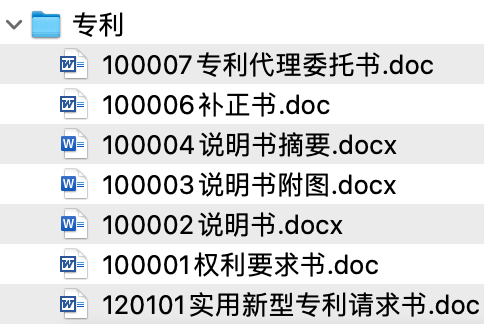 专利
100007专利代理委托书.doc
100006补正书.doc
100004说明书摘要.docx
100003说明书附图.docx
100002说明书.docx
100001权利要求书.doc
120101实用新型专利请求书.doc